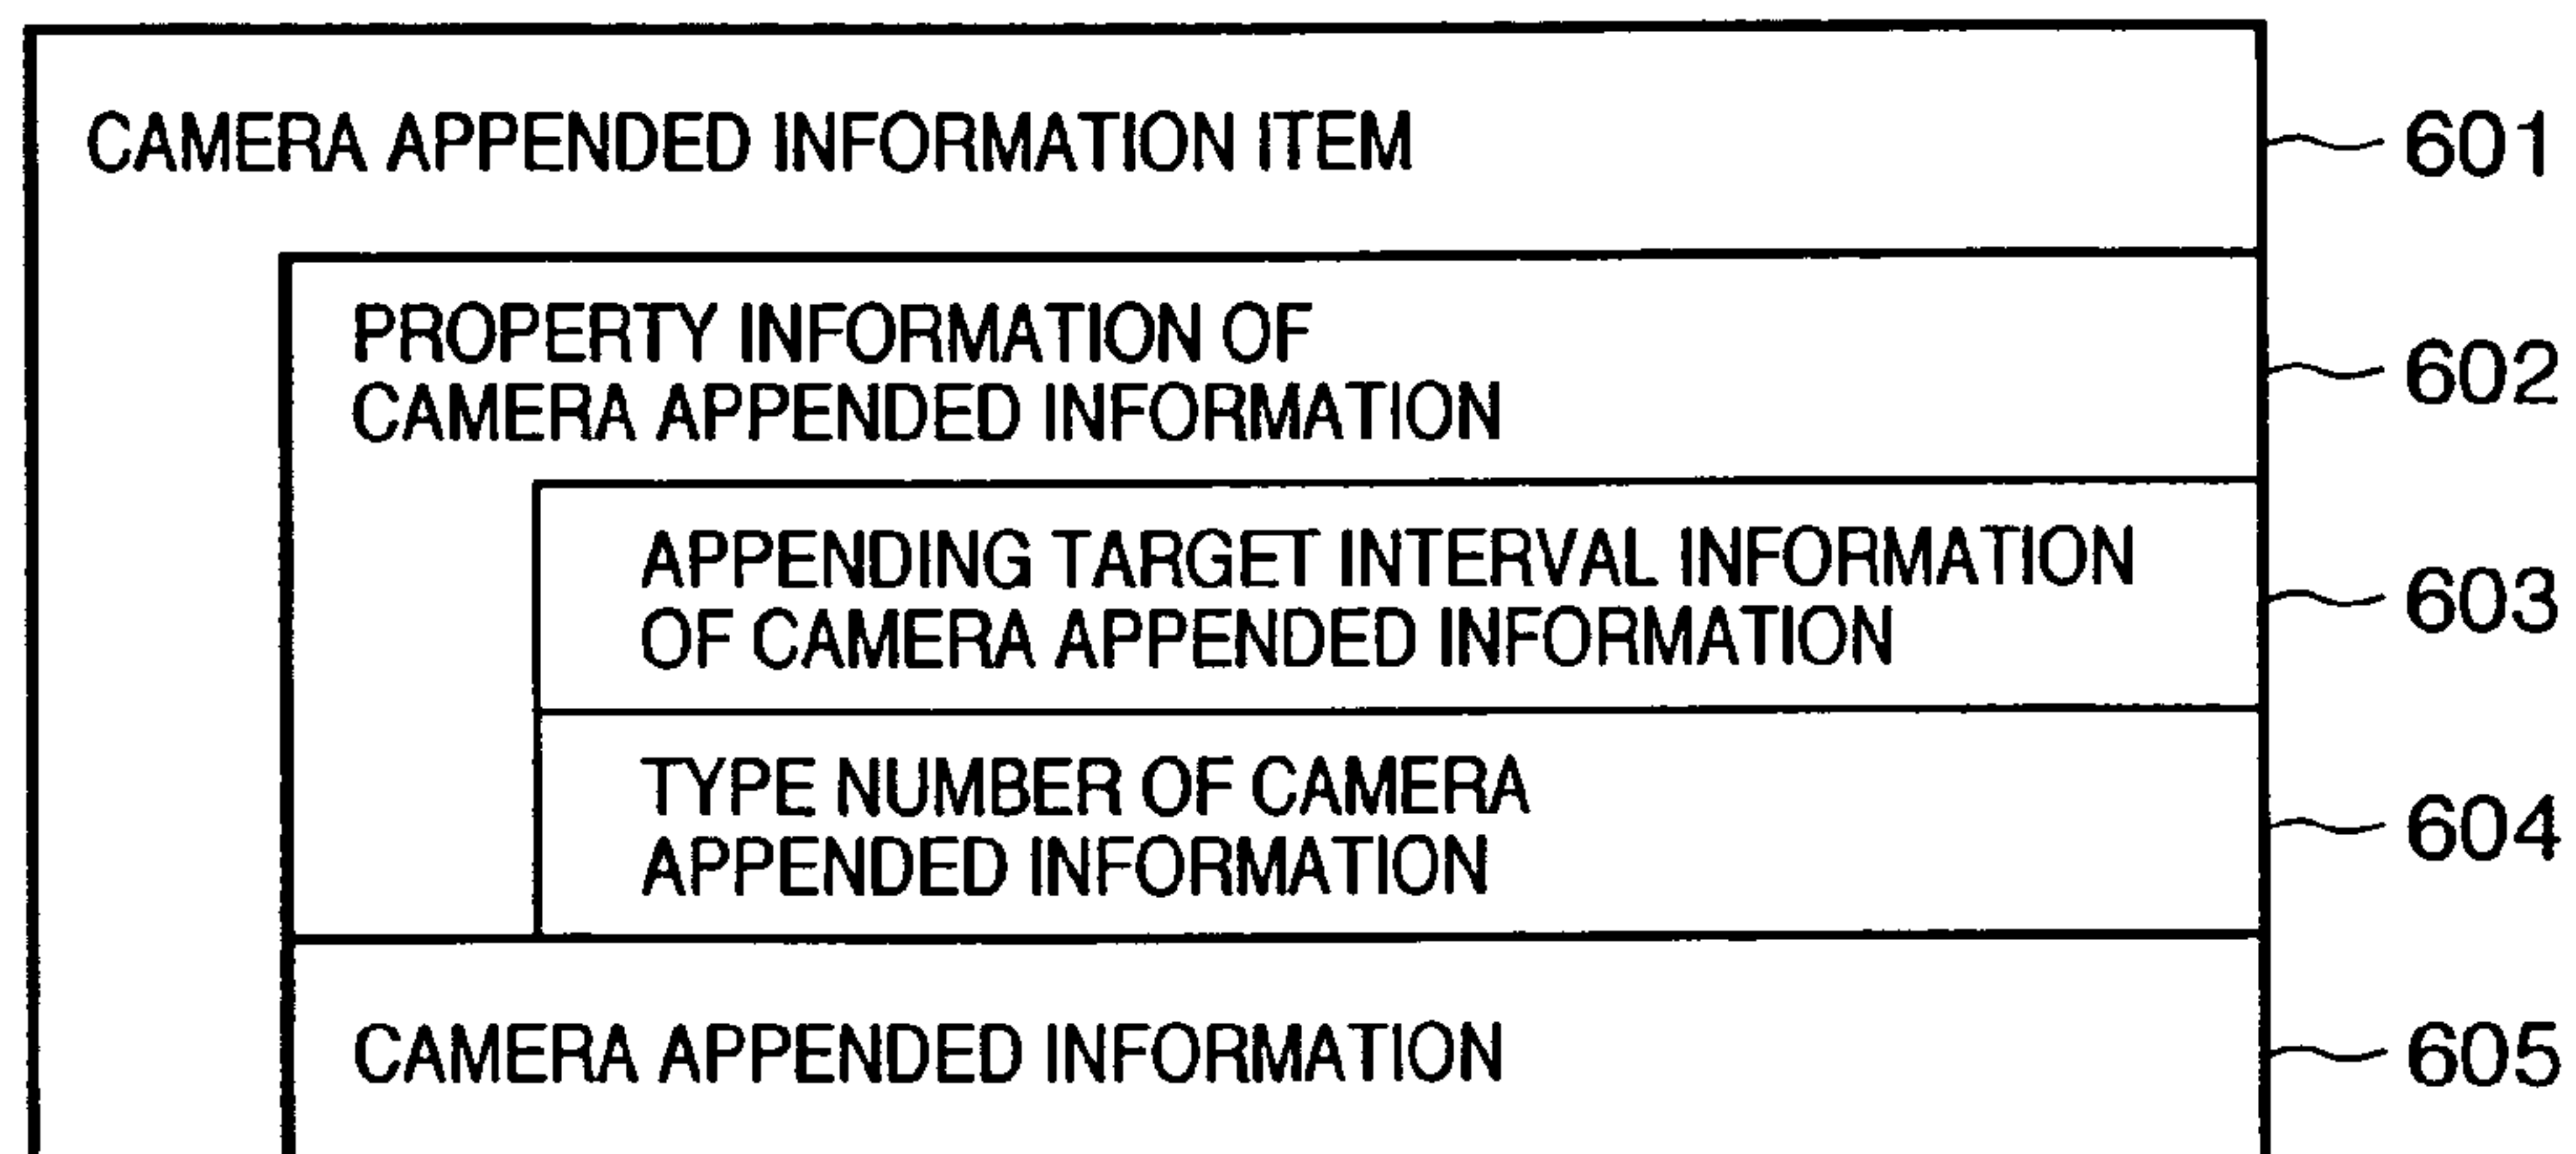 CAMERA APPENDED INFORMATION ITEM
601
PROPERTY INFORMATION OF
CAMERA APPENDED INFORMATION
602
APPENDING TARGET INTERVAL INFORMATION
OF CAMERA APPENDED INFORMATION
603
TYPE NUMBER OF CAMERA
APPENDED INFORMATION
604
CAMERA APPENDED INFORMATION
605